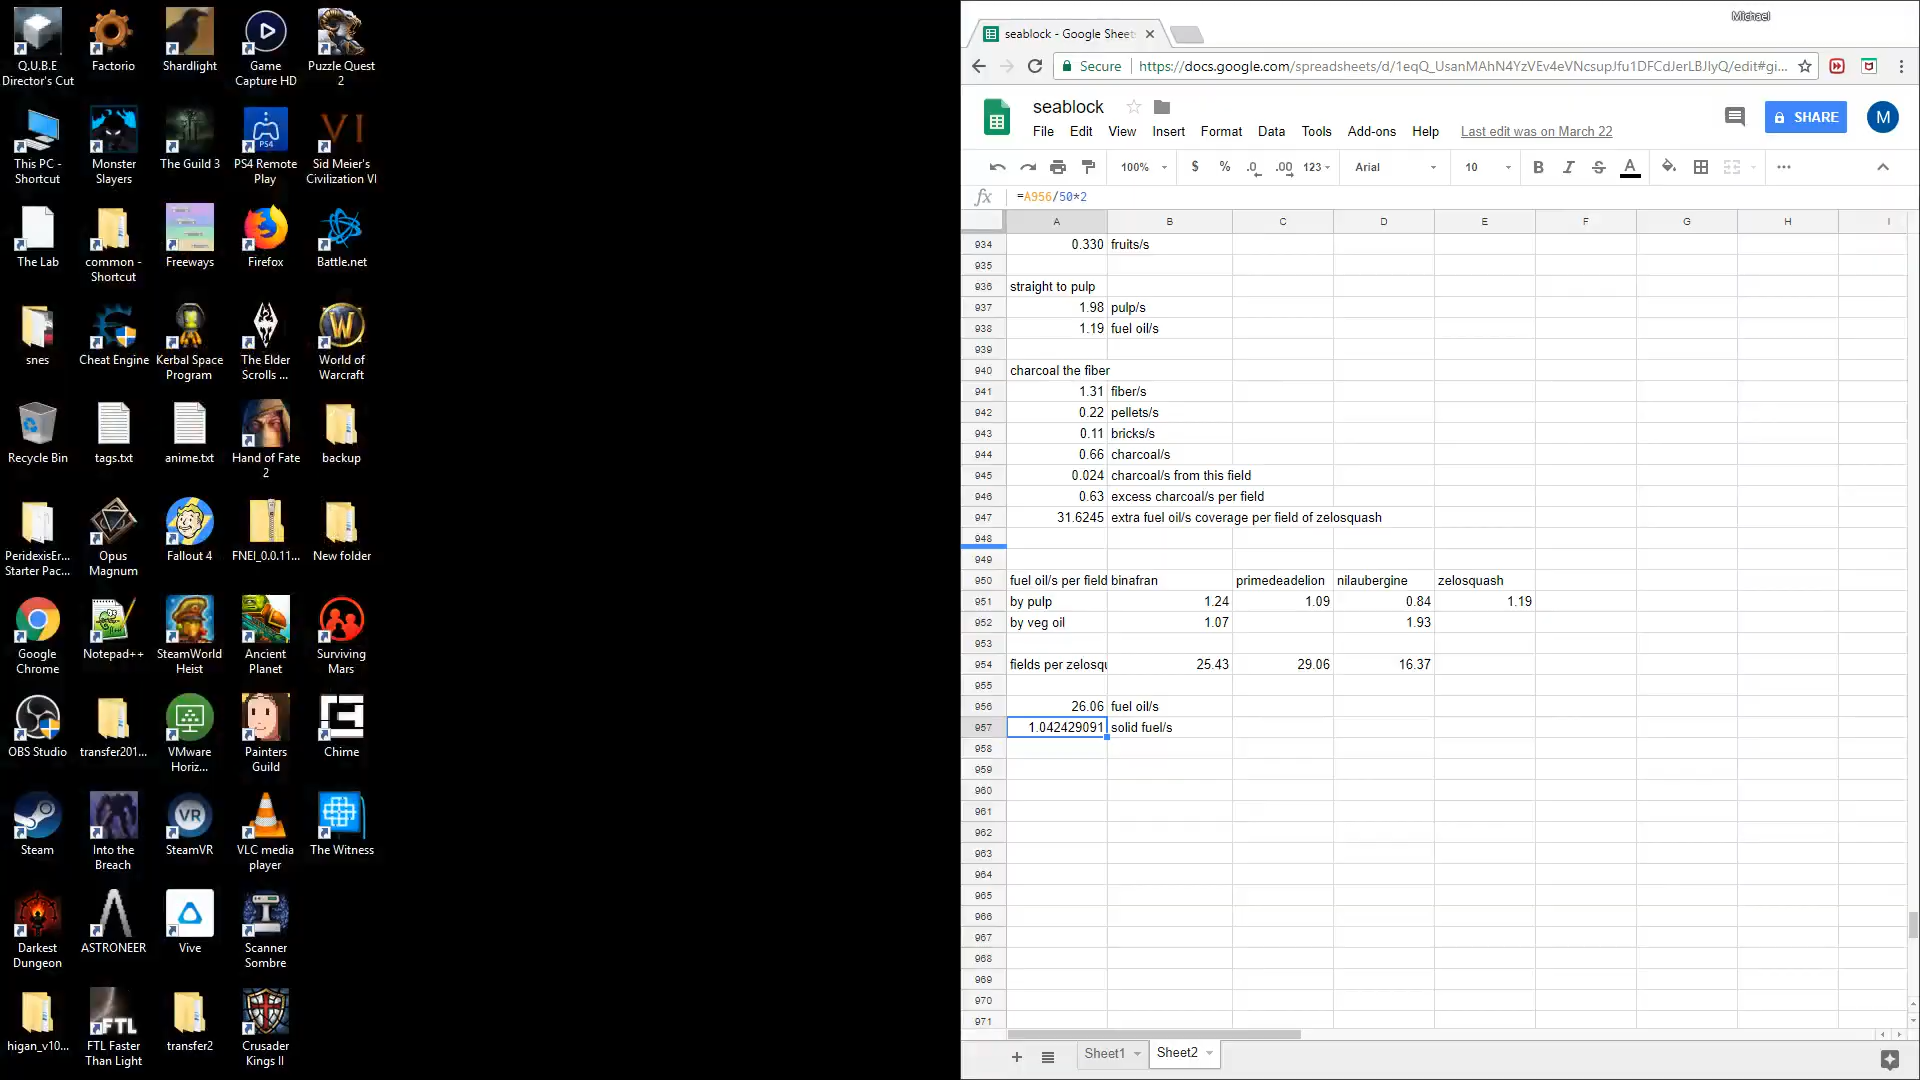 Q.U.B.E
Director's Cut
Factorio
Shardlight
Game
Capture HD
Puzzle Quest
2
This PC -
Shortcut
Monster
Slayers
The Guild 3
PS4 Remote
Play
Sid Meier's
Civilization VI
The Lab
common -
Shortcut
Freeways
Firefox
Battle.net
snes
Cheat Engine
Kerbal Space
Program
The Elder
Scrolls ...
World of
Warcraft
Recycle Bin
tags.txt
anime.txt
Hand of Fate
2
backup
PeridexisEr...
Starter Pac...
Opus
Magnum
Fallout 4
FNEI_0.0.11...
New folder
Google
Chrome
Notepad++
SteamWorld
Heist
Ancient
Planet
Surviving
Mars
OBS Studio
transfer201...
VMware
Horiz...
Painters
Guild
Chime
Steam
Into the
Breach
SteamVR
VLC media
player
The Witness
Darkest
Dungeon
ASTRONEER
Vive
Scanner
Sombre
higan_v10...
FTL Faster
Than Light
transfer2
Crusader
Kings II
Michael
seablock - Google Sheet
Secure https://docs.google.com/spreadsheets/d/1eqQ_UsanMAhN4YzVEv4eVNcsupJfu1DFCdJerLBJIyQ/edit#gi...
seablock
SHARE
M
File Edit View Insert Format Data Tools Add-ons Help Last edit was on March 22
100% $ % .0 .00 123 Arial 10 B I S A
fx =A956/50*2
A B C D E F G H I
934 0.330 fruits/s
935
936 straight to pulp
937 1.98 pulp/s
938 1.19 fuel oil/s
939
940 charcoal the fiber
941 1.31 fiber/s
942 0.22 pellets/s
943 0.11 bricks/s
944 0.66 charcoal/s
945 0.024 charcoal/s from this field
946 0.63 excess charcoal/s per field
947 31.6245 extra fuel oil/s coverage per field of zelosquash
948
949
950 fuel oil/s per field binafran primedeadelion nilaubergine zelosquash
951 by pulp 1.24 1.09 0.84 1.19
952 by veg oil 1.07 1.93
953
954 fields per zelosqu 25.43 29.06 16.37
955
956 26.06 fuel oil/s
957 1.042429091 solid fuel/s
958
959
960
961
962
963
964
965
966
967
968
969
970
971
Sheet1 Sheet2